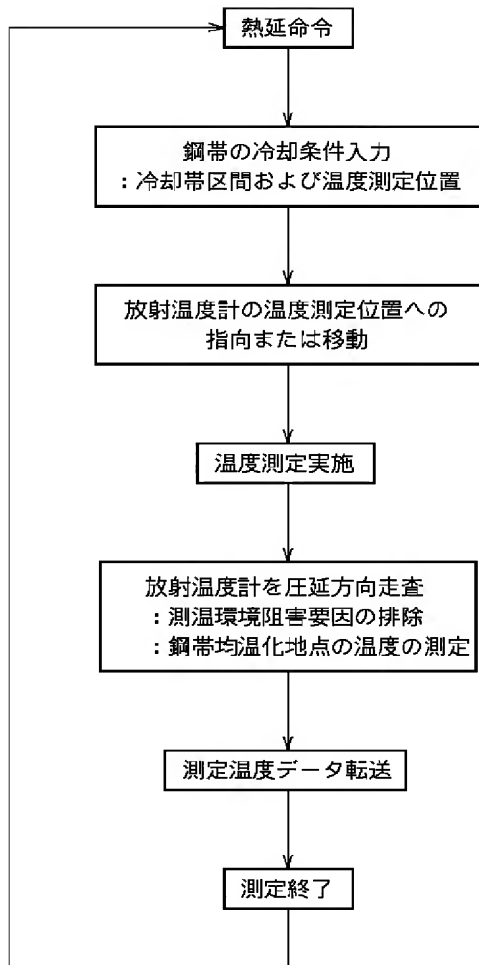 熱延命令
鋼帯の冷却条件入力
：冷却帯区間および温度測定位置
放射温度計の温度測定位置への
指向または移動
温度測定実施
放射温度計を圧延方向走査
：測温環境阻害要因の排除
：鋼帯均温化地点の温度の測定
測定温度データ転送
測定終了